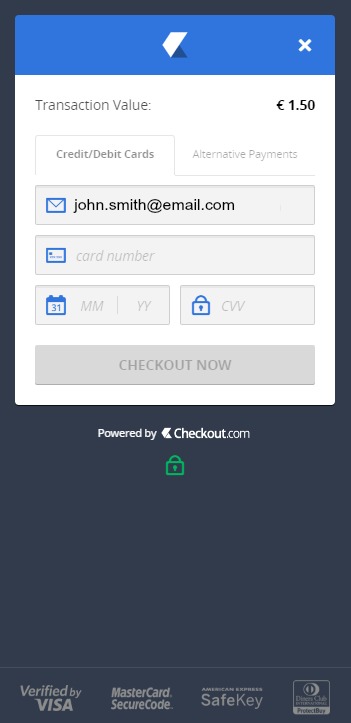 Transaction Value: € 1.50
Credit/Debit Cards Alternative Payments
john.smith@email.com
card number
31 MM YY CVV
CHECKOUT NOW
Powered by Checkout.com
Verified by
VISA
MasterCard.
SecureCode.
AMERICAN EXPRESS
SafeKey
Diners Club
INTERNATIONAL
ProtectBuy